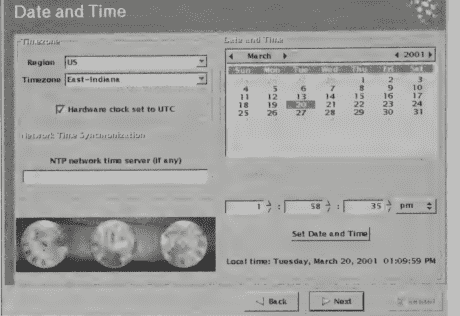 Date and Time
Timezone
Region US
Timezone East-Indiana
Hardware clock set to UTC
Network Time Synchronization
NTP network time server (if any)
Date and Time
March 2001
Sun Mon Tue Wed Thu Fri Sat
1 2 3
4 5 6 7 8 9 10
11 12 13 14 15 16 17
18 19 20 21 22 23 24
25 26 27 28 29 30 31
1 : 58 : 35 pm
Set Date and Time
Local time: Tuesday, March 20, 2001 01:09:59 PM
Back Next